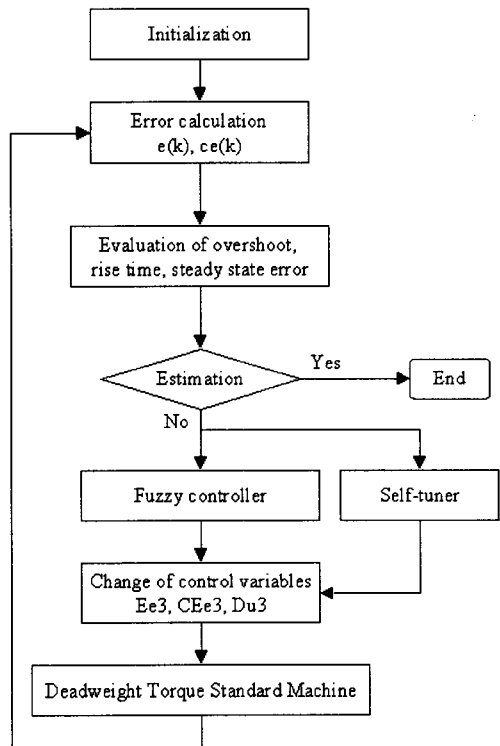 Initialization
Error calculation
e(k), ce(k)
Evaluation of overshoot,
rise time, steady state error
Estimation
Yes
End
No
Fuzzy controller
Self-tuner
Change of control variables
Ee3, CEe3, Du3
Deadweight Torque Standard Machine